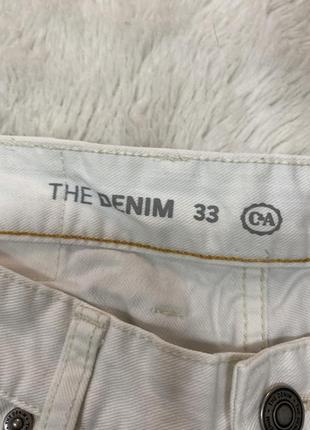 THE DENIM 33 C&A